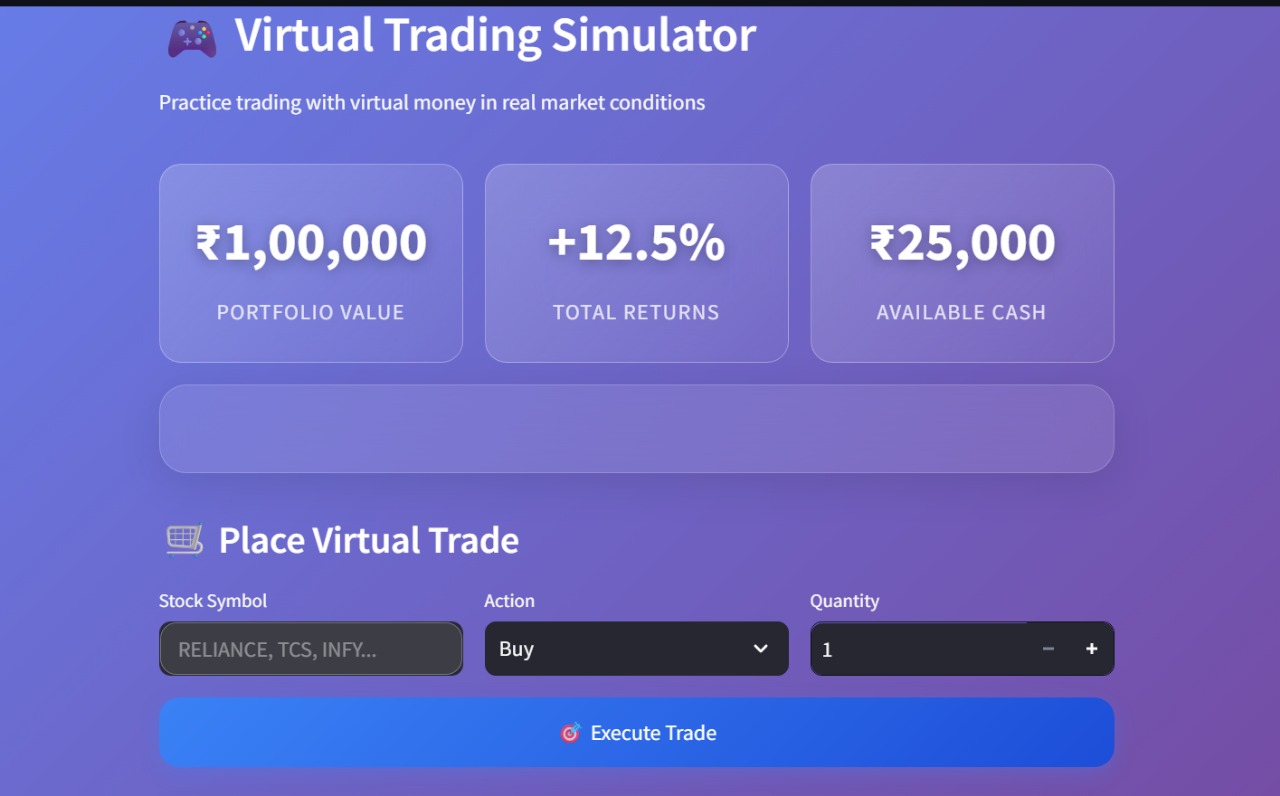 Virtual Trading Simulator
Practice trading with virtual money in real market conditions
₹1,00,000
PORTFOLIO VALUE
+12.5%
TOTAL RETURNS
₹25,000
AVAILABLE CASH
Place Virtual Trade
Stock Symbol
RELIANCE, TCS, INFY...
Action
Buy
Quantity
1
Execute Trade